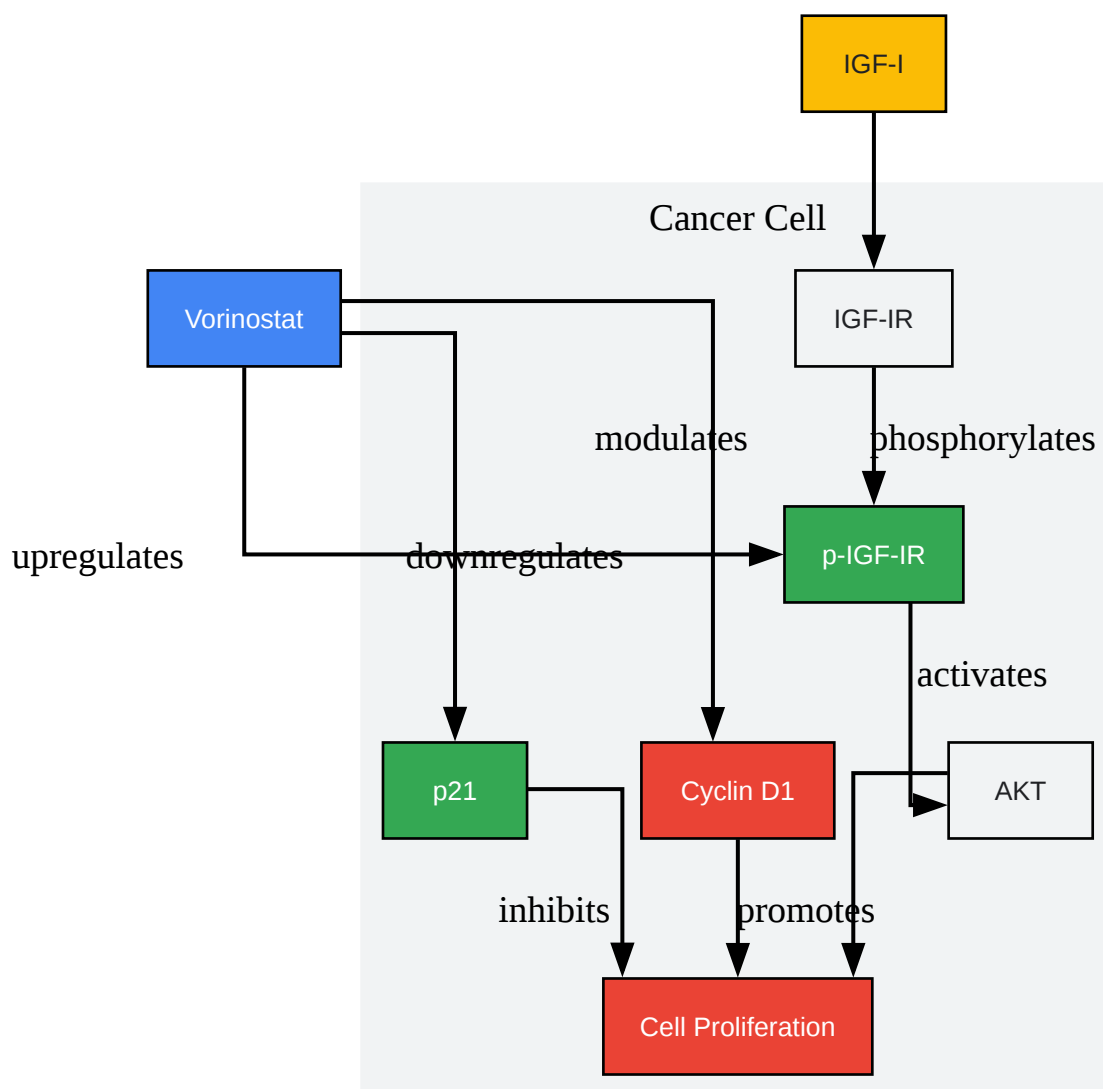 IGF-I
Cancer Cell
Vorinostat
IGF-IR
modulates
phosphorylates
upregulates
downregulates
p-IGF-IR
activates
p21
Cyclin D1
AKT
inhibits
promotes
Cell Proliferation